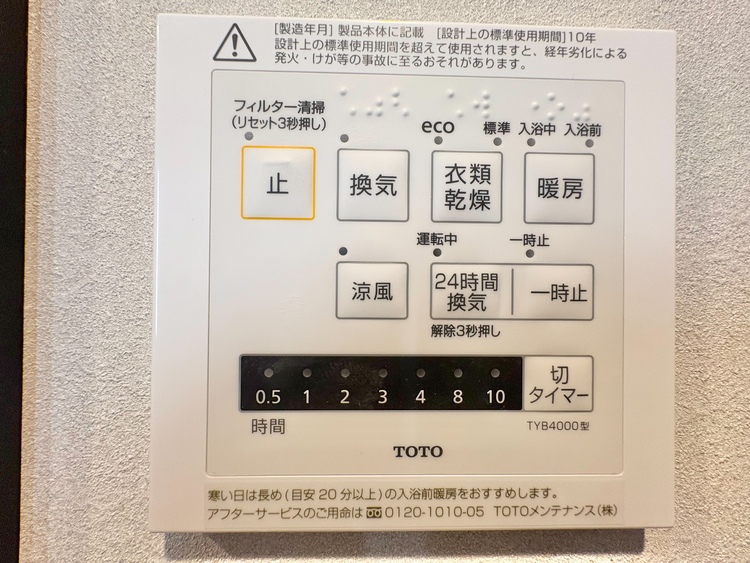 [製造年月] 製品本体に記載 [設計上の標準使用期間]10年
設計上の標準使用期間を超えて使用されますと、経年劣化による
発火・けが等の事故に至るおそれがあります。
フィルター清掃
(リセット3秒押し)
eco 標準 入浴中 入浴前
止 換気 衣類 暖房
乾燥
運転中 一時止
涼風 24時間 一時止
換気
解除3秒押し
0.5 1 2 3 4 8 10
切
タイマー
時間
TYB4000型
TOTO
寒い日は長め(目安20分以上)の入浴前暖房をおすすめします。
アフターサービスのご用命は 0120-1010-05 TOTOメンテナンス(株)